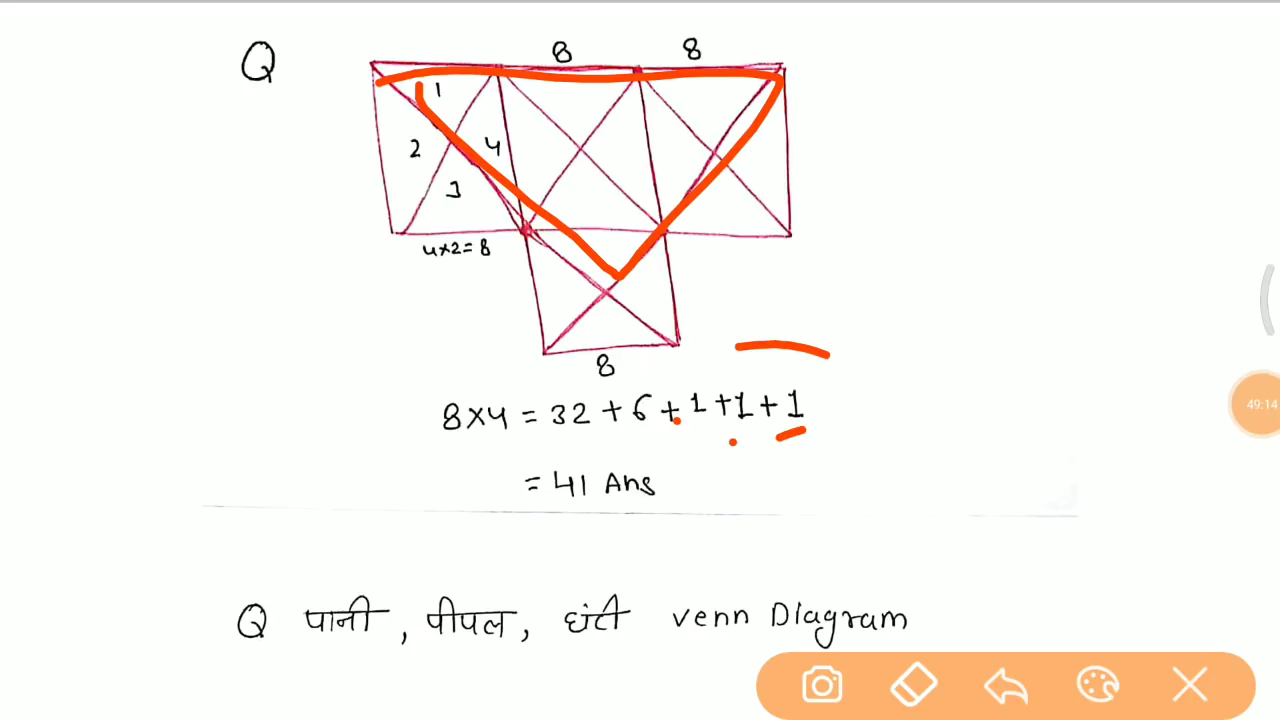 Q
8 8
1
2 4
3
4×2=8
8
8×4 = 32 + 6 + 1 + 1 + 1
= 41 Ans
Q पानी, पीपल, घंटी venn Diagram
49:14